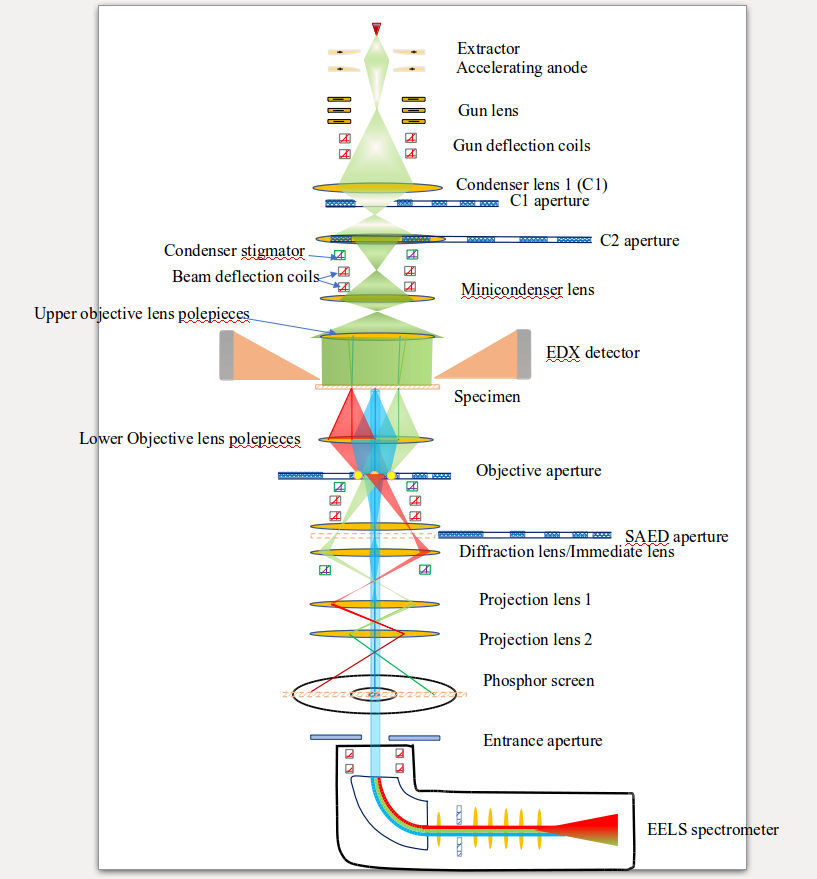 Extractor
Accelerating anode
Gun lens
Gun deflection coils
Condenser lens 1 (C1)
C1 aperture
C2 aperture
Condenser stigmator
Beam deflection coils
Minicondenser lens
Upper objective lens polepieces
EDX detector
Specimen
Lower Objective lens polepieces
Objective aperture
SAED aperture
Diffraction lens/Immediate lens
Projection lens 1
Projection lens 2
Phosphor screen
Entrance aperture
EELS spectrometer